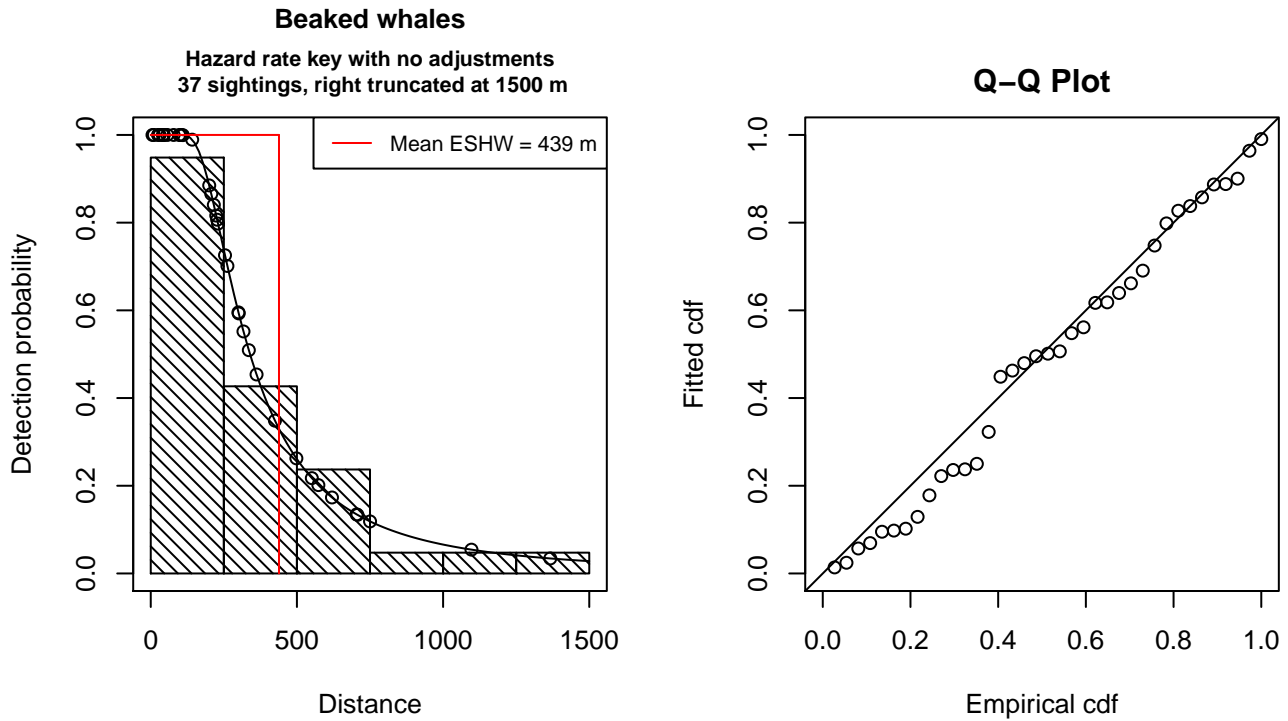 Beaked whales
Hazard rate key with no adjustments
37 sightings, right truncated at 1500 m
Mean ESHW = 439 m
Detection probability
1.0
0.8
0.6
0.4
0.2
0.0
0 500 1000 1500
Distance
Q−Q Plot
Fitted cdf
1.0
0.8
0.6
0.4
0.2
0.0
0.0 0.2 0.4 0.6 0.8 1.0
Empirical cdf